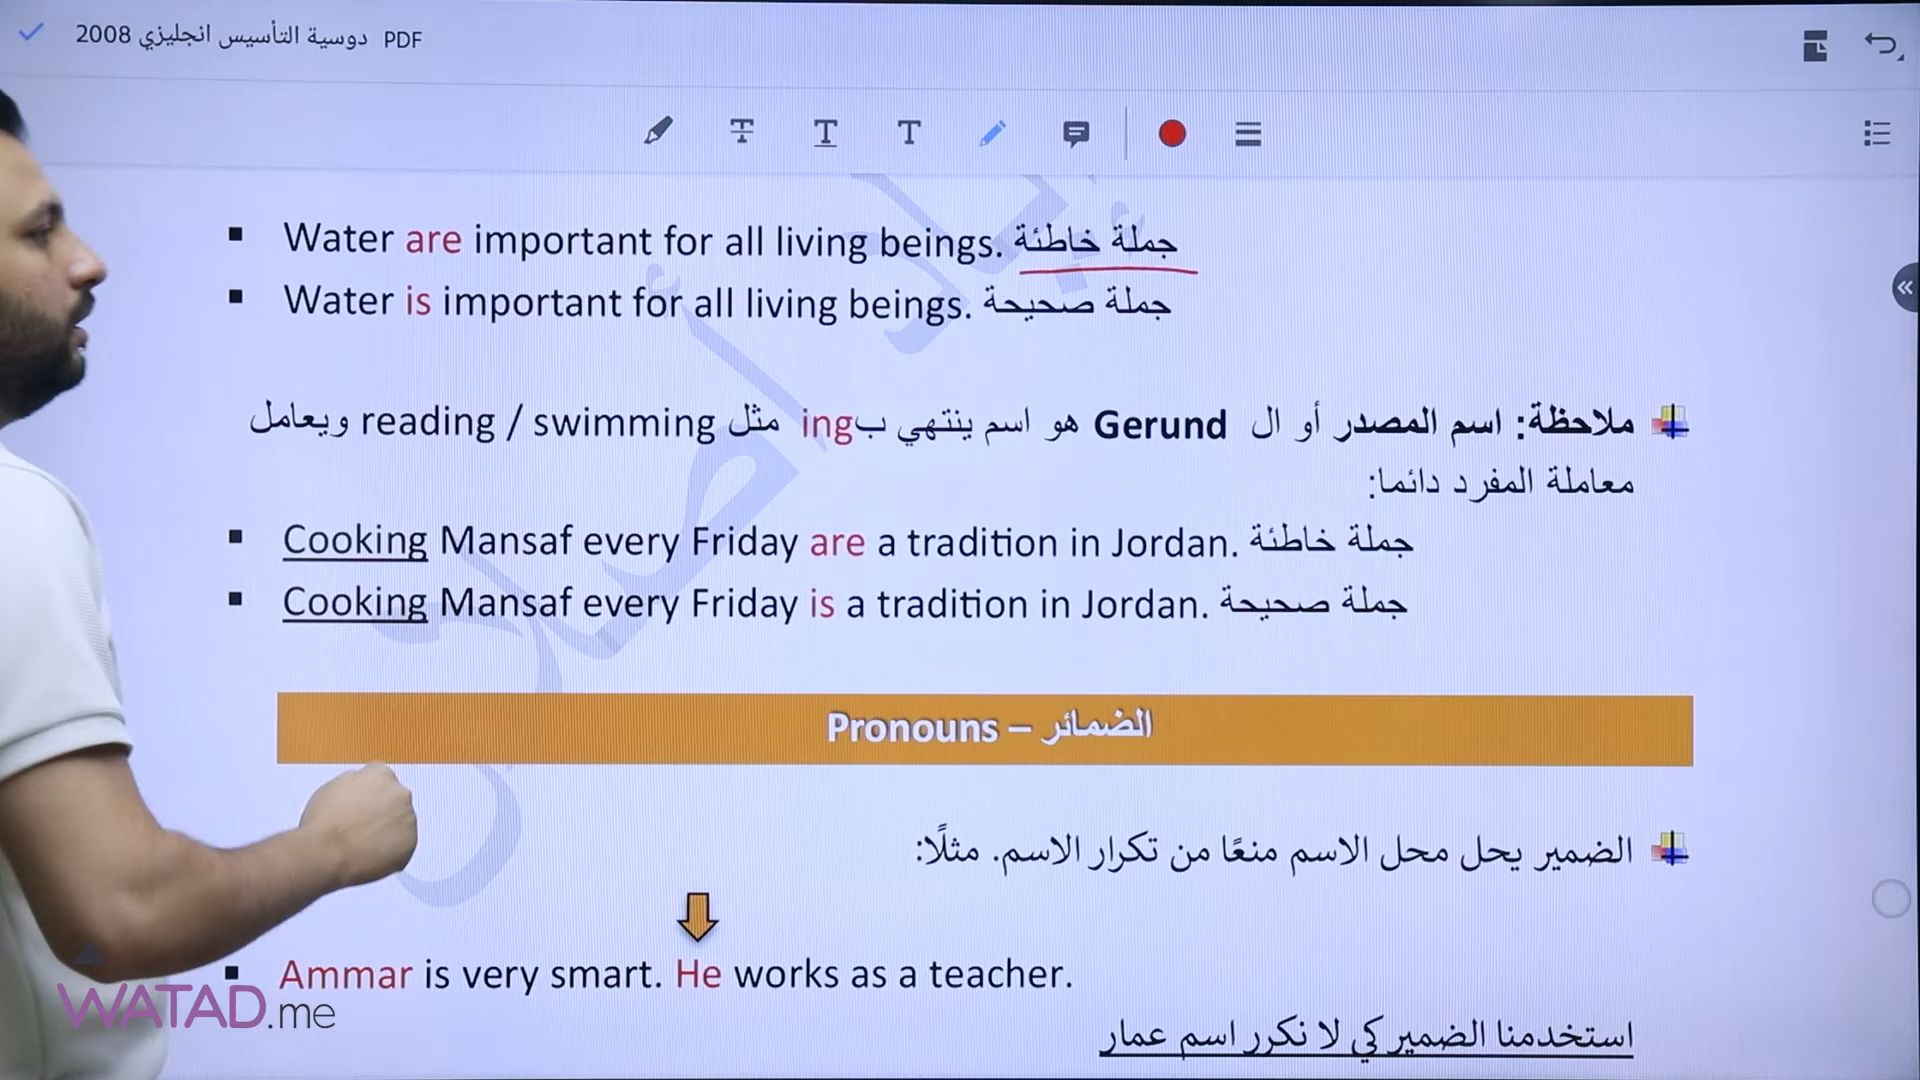 دوسية التأسيس انجليزي 2008 PDF
Water are important for all living beings. جملة خاطئة
Water is important for all living beings. جملة صحيحة
ملاحظة: اسم المصدر أو ال Gerund هو اسم ينتهي بing مثل reading / swimming ويعامل
معاملة المفرد دائما:
Cooking Mansaf every Friday are a tradition in Jordan. جملة خاطئة
Cooking Mansaf every Friday is a tradition in Jordan. جملة صحيحة
الضمائر – Pronouns
الضمير يحل محل الاسم منعًا من تكرار الاسم. مثلًا:
Ammar is very smart. He works as a teacher.
WATAD.me
استخدمنا الضمير كي لا نكرر اسم عمار